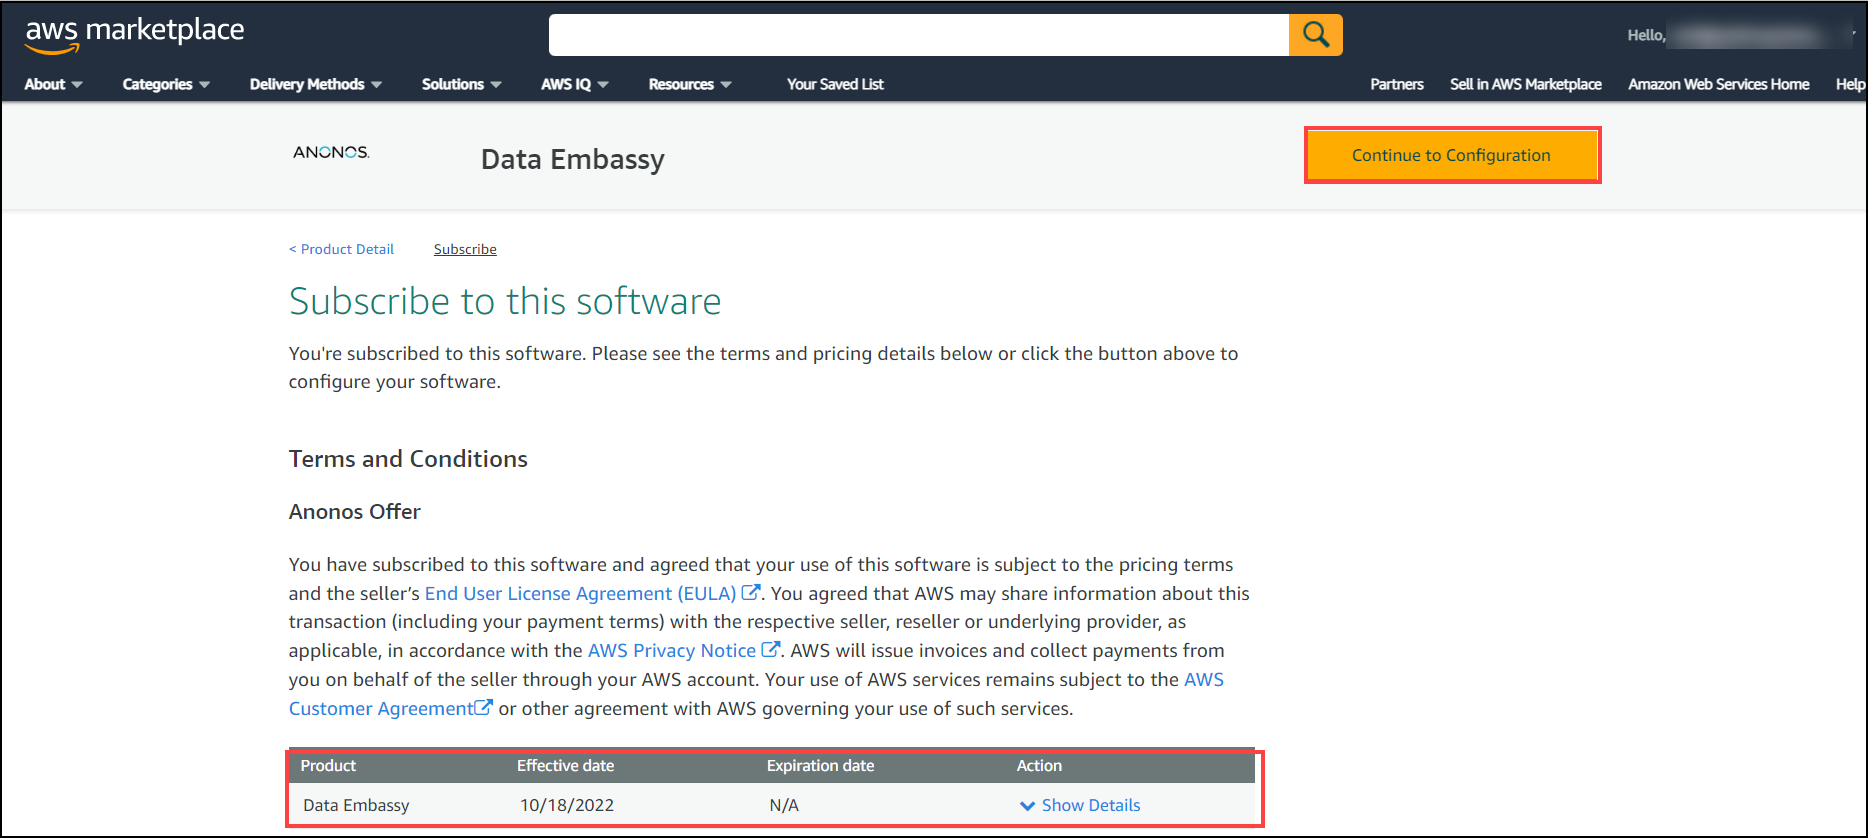 aws marketplace
Hello,
About Categories Delivery Methods Solutions AWS IQ Resources Your Saved List Partners Sell in AWS Marketplace Amazon Web Services Home Help
ANONOS.
Data Embassy
Continue to Configuration
< Product Detail Subscribe
Subscribe to this software
You're subscribed to this software. Please see the terms and pricing details below or click the button above to
configure your software.
Terms and Conditions
Anonos Offer
You have subscribed to this software and agreed that your use of this software is subject to the pricing terms
and the seller’s End User License Agreement (EULA). You agreed that AWS may share information about this
transaction (including your payment terms) with the respective seller, reseller or underlying provider, as
applicable, in accordance with the AWS Privacy Notice. AWS will issue invoices and collect payments from
you on behalf of the seller through your AWS account. Your use of AWS services remains subject to the AWS
Customer Agreement or other agreement with AWS governing your use of such services.
Product Effective date Expiration date Action
Data Embassy 10/18/2022 N/A Show Details